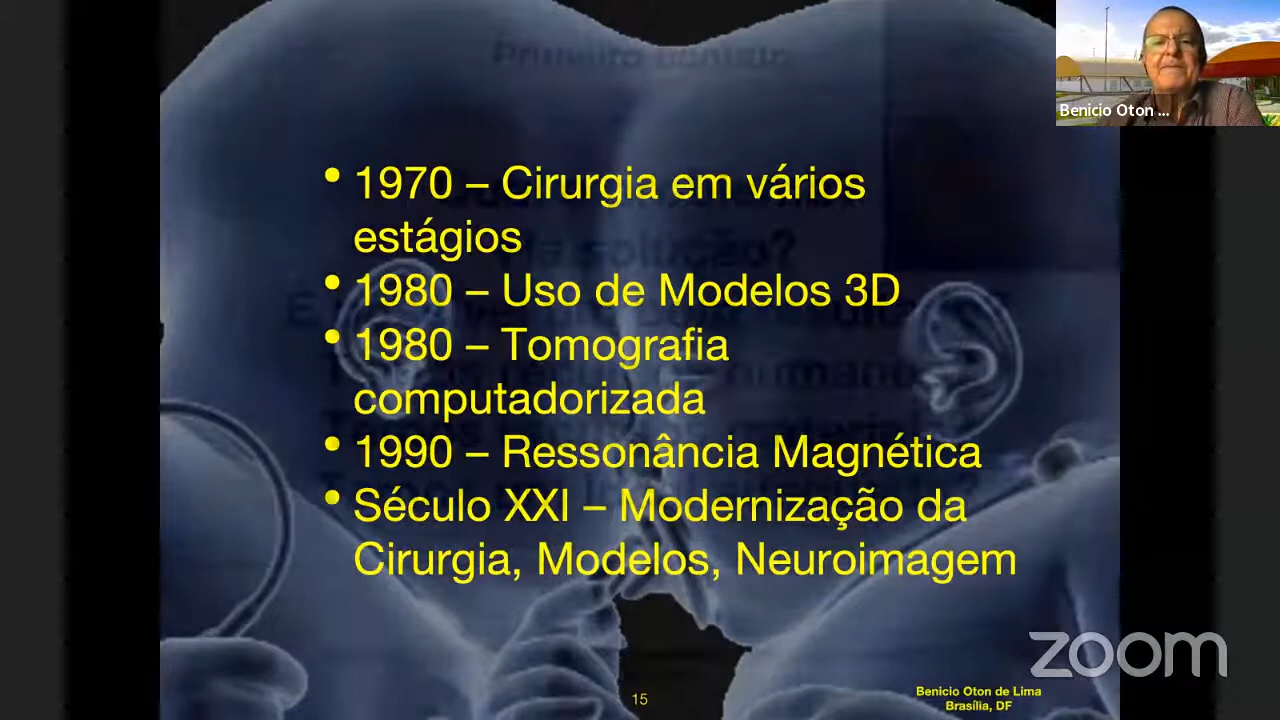 Benicio Oton ...
• 1970 – Cirurgia em vários
estágios
• 1980 – Uso de Modelos 3D
• 1980 – Tomografia
computadorizada
• 1990 – Ressonância Magnética
• Século XXI – Modernização da
Cirurgia, Modelos, Neuroimagem
zoom
15
Benicio Oton de Lima
Brasília, DF